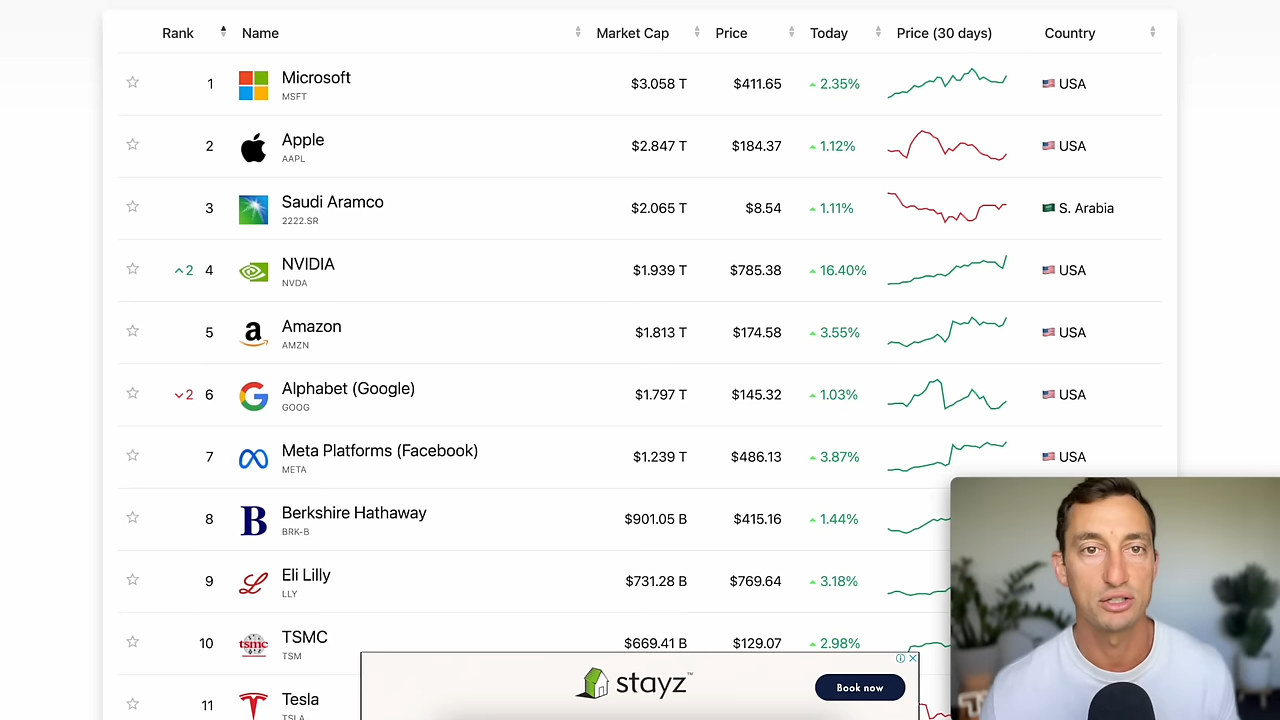 Rank Name Market Cap Price Today Price (30 days) Country
1 Microsoft $3.058 T $411.65 2.35% USA
MSFT
2 Apple $2.847 T $184.37 1.12% USA
AAPL
3 Saudi Aramco $2.065 T $8.54 1.11% S. Arabia
2222.SR
2 4 NVIDIA $1.939 T $785.38 16.40% USA
NVDA
5 a Amazon $1.813 T $174.58 3.55% USA
AMZN
2 6 G Alphabet (Google) $1.797 T $145.32 1.03% USA
GOOG
7 Meta Platforms (Facebook) $1.239 T $486.13 3.87% USA
META
8 B Berkshire Hathaway $901.05 B $415.16 1.44%
BRK-B
9 Eli Lilly $731.28 B $769.64 3.18%
LLY
10 tsmc TSMC $669.41 B $129.07 2.98%
TSM
11 Tesla
TSLA
stayz™ Book now